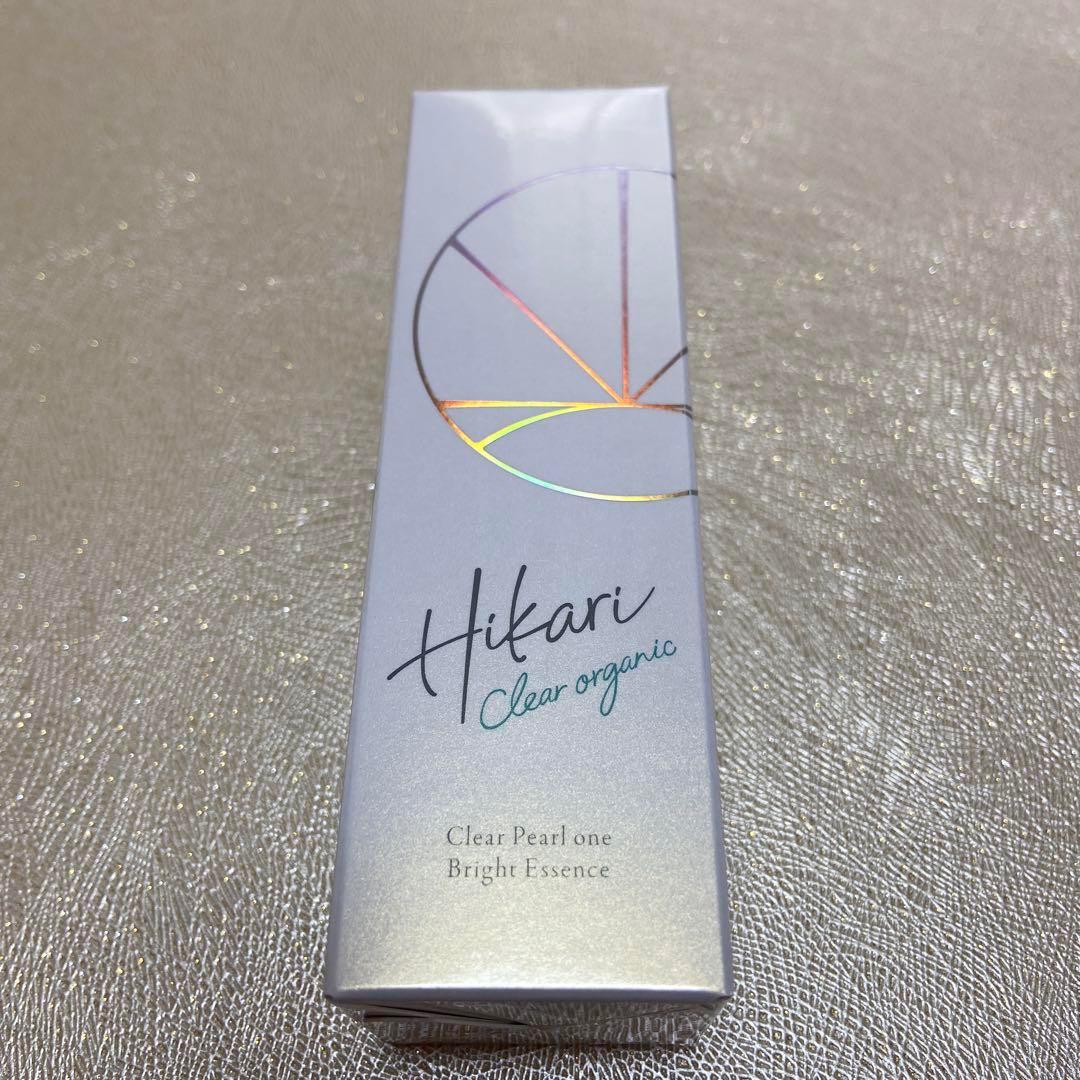 Hikari
Clear organic
Clear Pearl one
Bright Essence